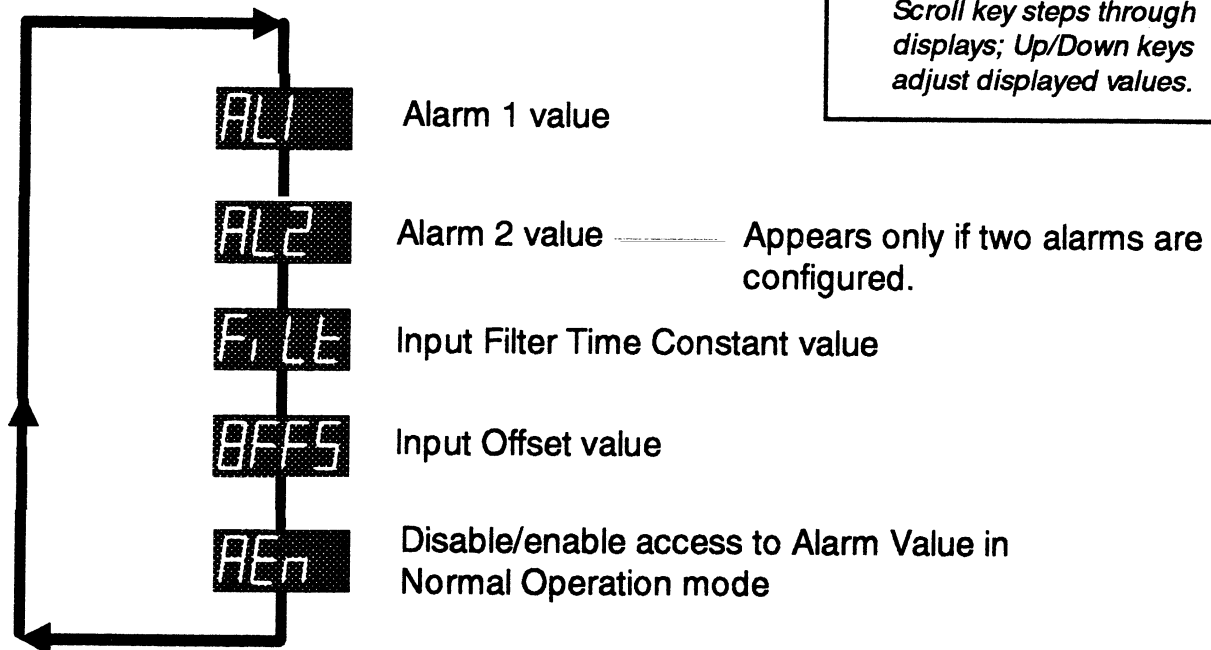 Scroll key steps through
displays; Up/Down keys
adjust displayed values.
AL1 Alarm 1 value
AL2 Alarm 2 value Appears only if two alarms are
configured.
FiLt Input Filter Time Constant value
OFFS Input Offset value
AEn Disable/enable access to Alarm Value in
Normal Operation mode